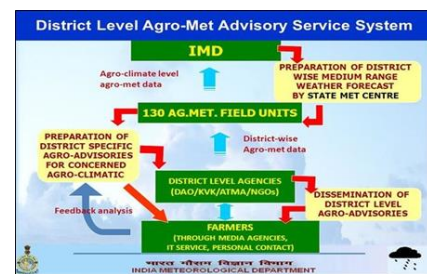 District Level Agro-Met Advisory Service System
IMD
Agro-climate level
agro-met data
PREPARATION OF DISTRICT
WISE MEDIUM RANGE
WEATHER FORECAST
BY STATE MET CENTRE
130 AG.MET. FIELD UNITS
PREPARATION OF
DISTRICT SPECIFIC
AGRO-ADVISORIES
FOR CONCERNED
AGRO-CLIMATIC
District-wise
Agro-met data
DISTRICT LEVEL AGENCIES
(DAO/KVK/ATMA/NGOs)
DISSEMINATION OF
DISTRICT LEVEL
AGRO-ADVISORIES
Feedback analysis
FARMERS
(THROUGH MEDIA AGENCIES,
IT SERVICE, PERSONAL CONTACT)
भारत मौसम विज्ञान विभाग
INDIA METEOROLOGICAL DEPARTMENT